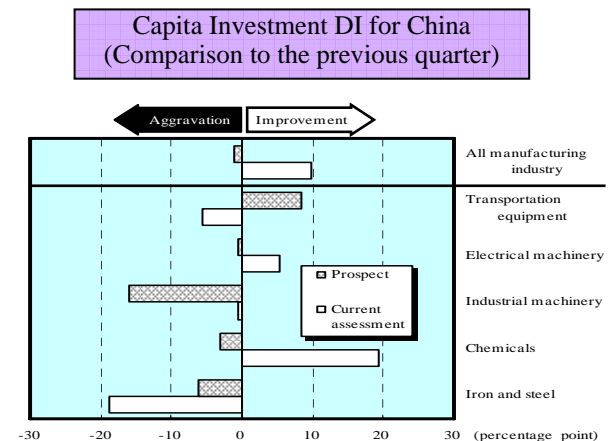 Capita Investment DI for China
(Comparison to the previous quarter)
Aggravation
Improvement
All manufacturing
industry
Transportation
equipment
Electrical machinery
Prospect
Current
assessment
Industrial machinery
Chemicals
Iron and steel
-30 -20 -10 0 10 20 30 (percentage point)